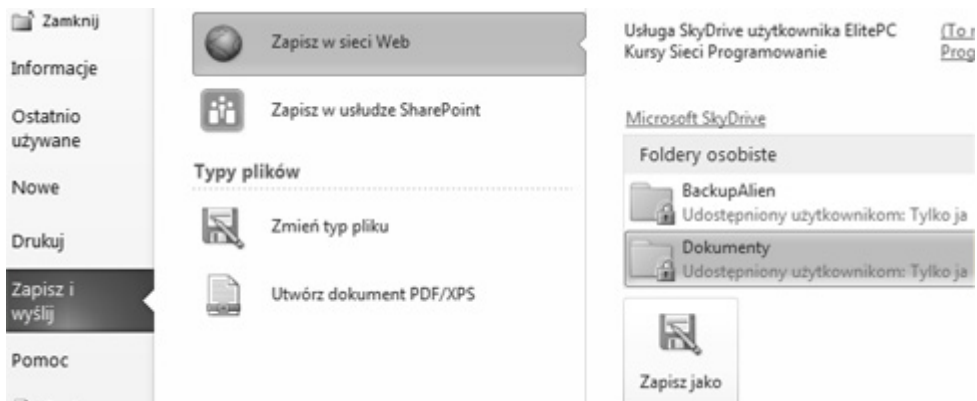 Zamknij
Informacje
Ostatnio
używane
Nowe
Drukuj
Zapisz i
wyślij
Pomoc
Zapisz w sieci Web
Zapisz w usłudze SharePoint
Typy plików
Zmień typ pliku
Utwórz dokument PDF/XPS
Usługa SkyDrive użytkownika ElitePC
Kursy Sieci Programowanie
Microsoft SkyDrive
Foldery osobiste
BackupAlien
Udostępniony użytkownikom: Tylko ja
Dokumenty
Udostępniony użytkownikom: Tylko ja
Zapisz jako